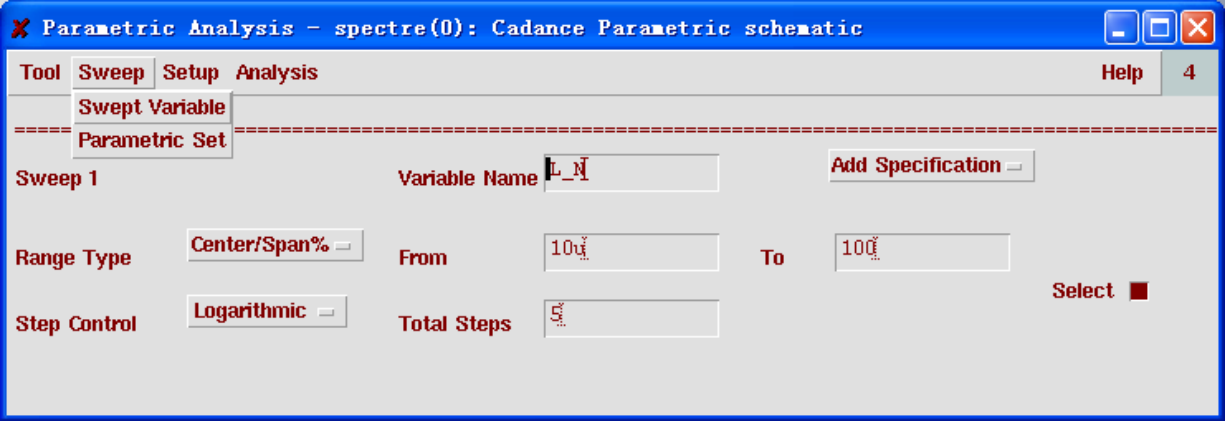 Parametric Analysis - spectre(0): Cadance Parametric schematic
Tool Sweep Setup Analysis Help 4
Swept Variable
Parametric Set
Sweep 1 Variable Name L_N Add Specification
Range Type Center/Span% From 10u To 100
Select
Step Control Logarithmic Total Steps 5